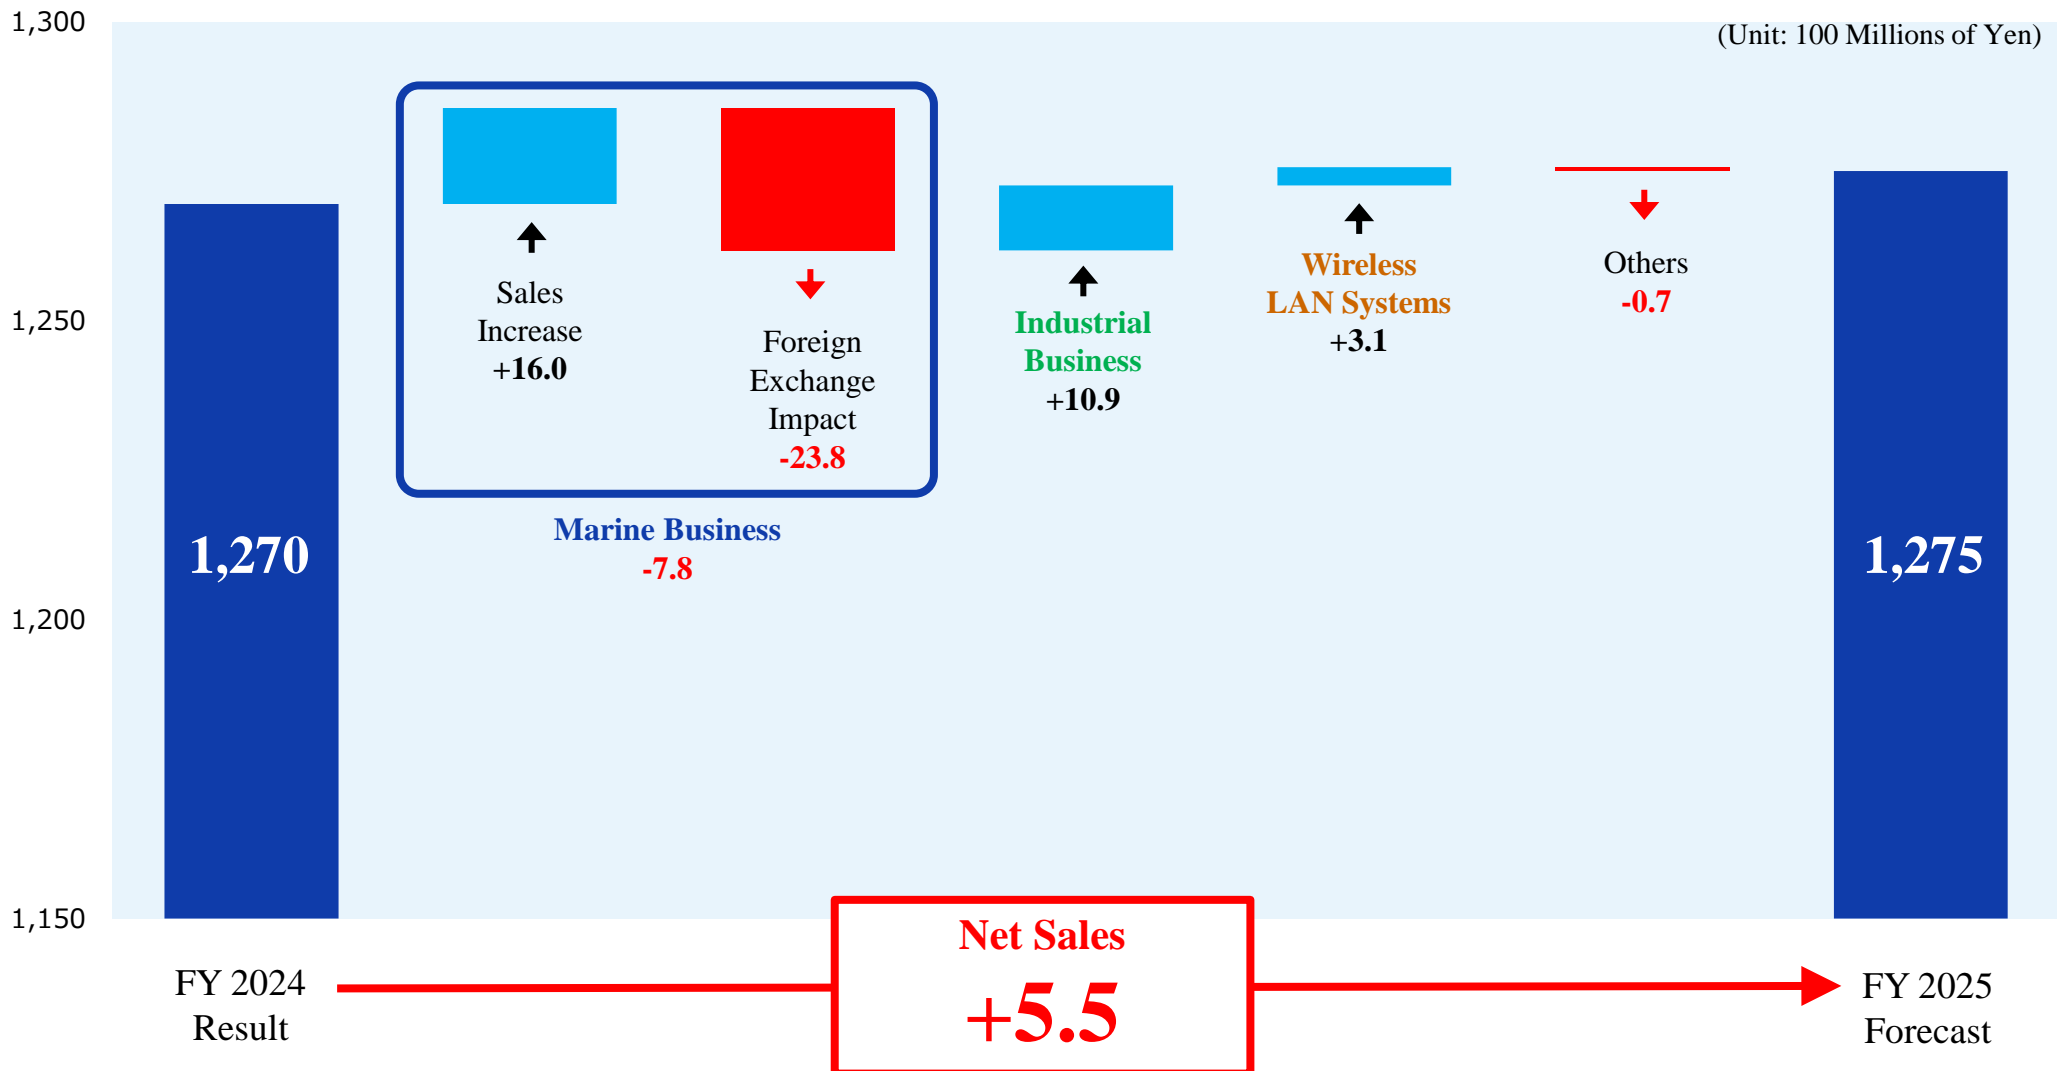 (Unit: 100 Millions of Yen)
1,300
1,250
1,200
1,150
1,270
Sales
Increase
+16.0
Foreign
Exchange
Impact
-23.8
Marine Business
-7.8
Industrial
Business
+10.9
Wireless
LAN Systems
+3.1
Others
-0.7
1,275
FY 2024
Result
Net Sales
+5.5
FY 2025
Forecast